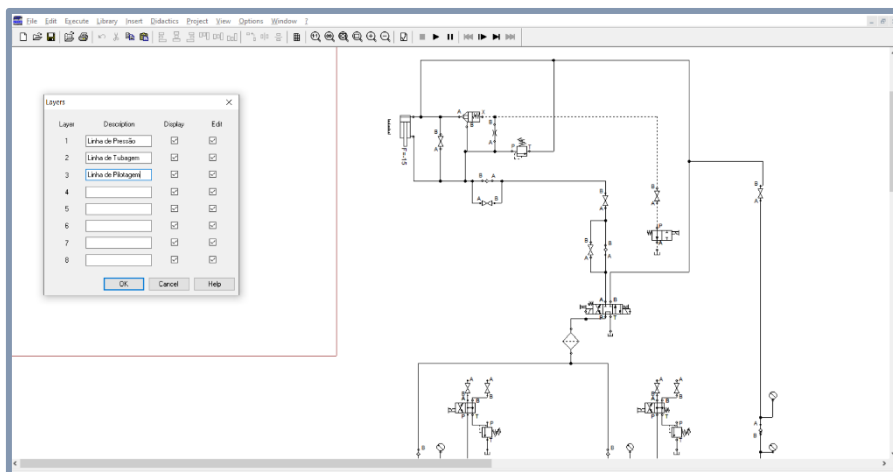 File Edit Execute Library Insert Didactics Project View Options Window ?
Layers
Layer Description Display Edit
1 Linha de Pressão
2 Linha de Tubagem
3 Linha de Pilotagem
4
5
6
7
8
OK Cancel Help
A X
B
B
A
B
A
P T
B A
A B
B
A
B
A
B
A
B
A
P
A
A B
P T
A A
B B
P T
P
T
A A
B B
P T
P
T
B
A
A
B
B
B
A